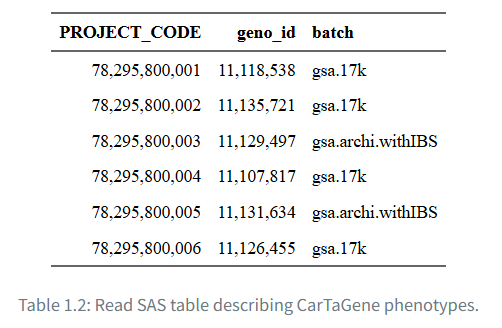 PROJECT_CODE geno_id batch
78,295,800,001 11,118,538 gsa.17k
78,295,800,002 11,135,721 gsa.17k
78,295,800,003 11,129,497 gsa.archi.withIBS
78,295,800,004 11,107,817 gsa.17k
78,295,800,005 11,131,634 gsa.archi.withIBS
78,295,800,006 11,126,455 gsa.17k
Table 1.2: Read SAS table describing CarTaGene phenotypes.